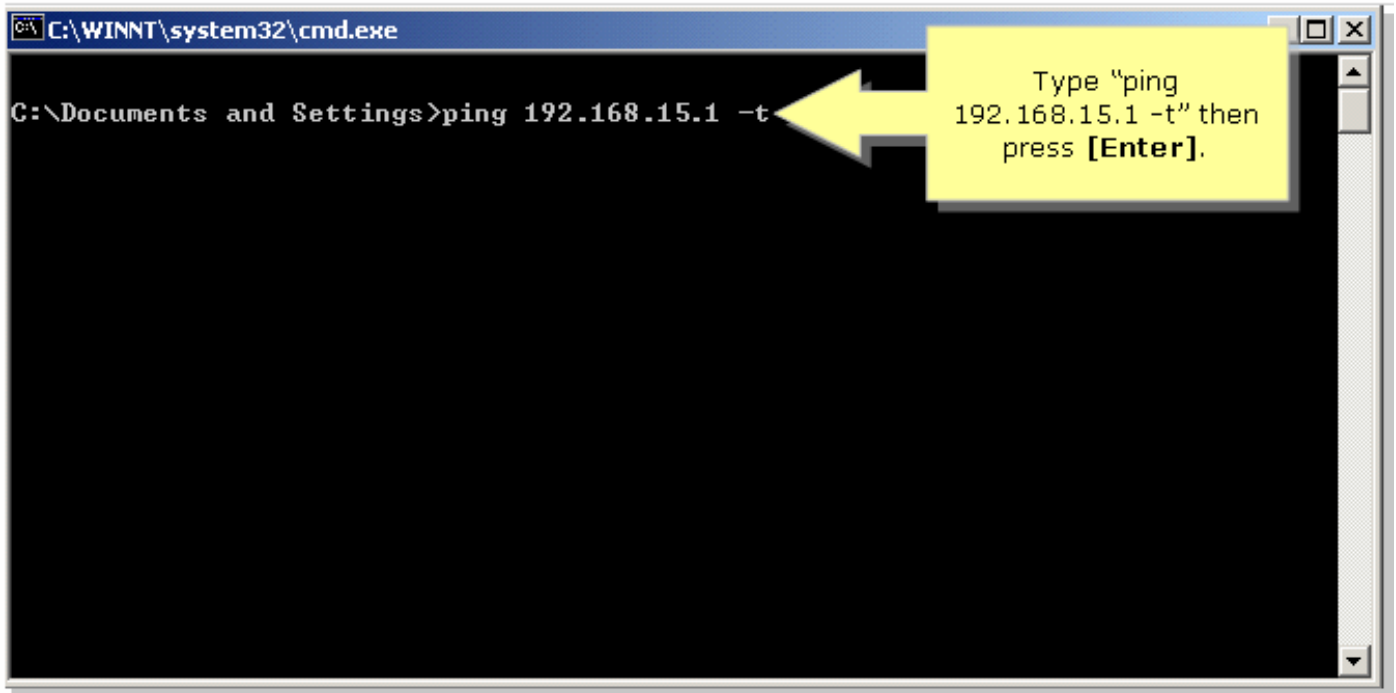 C:\WINNT\system32\cmd.exe
C:\Documents and Settings>ping 192.168.15.1 -t
Type "ping
192.168.15.1 -t" then
press [Enter].